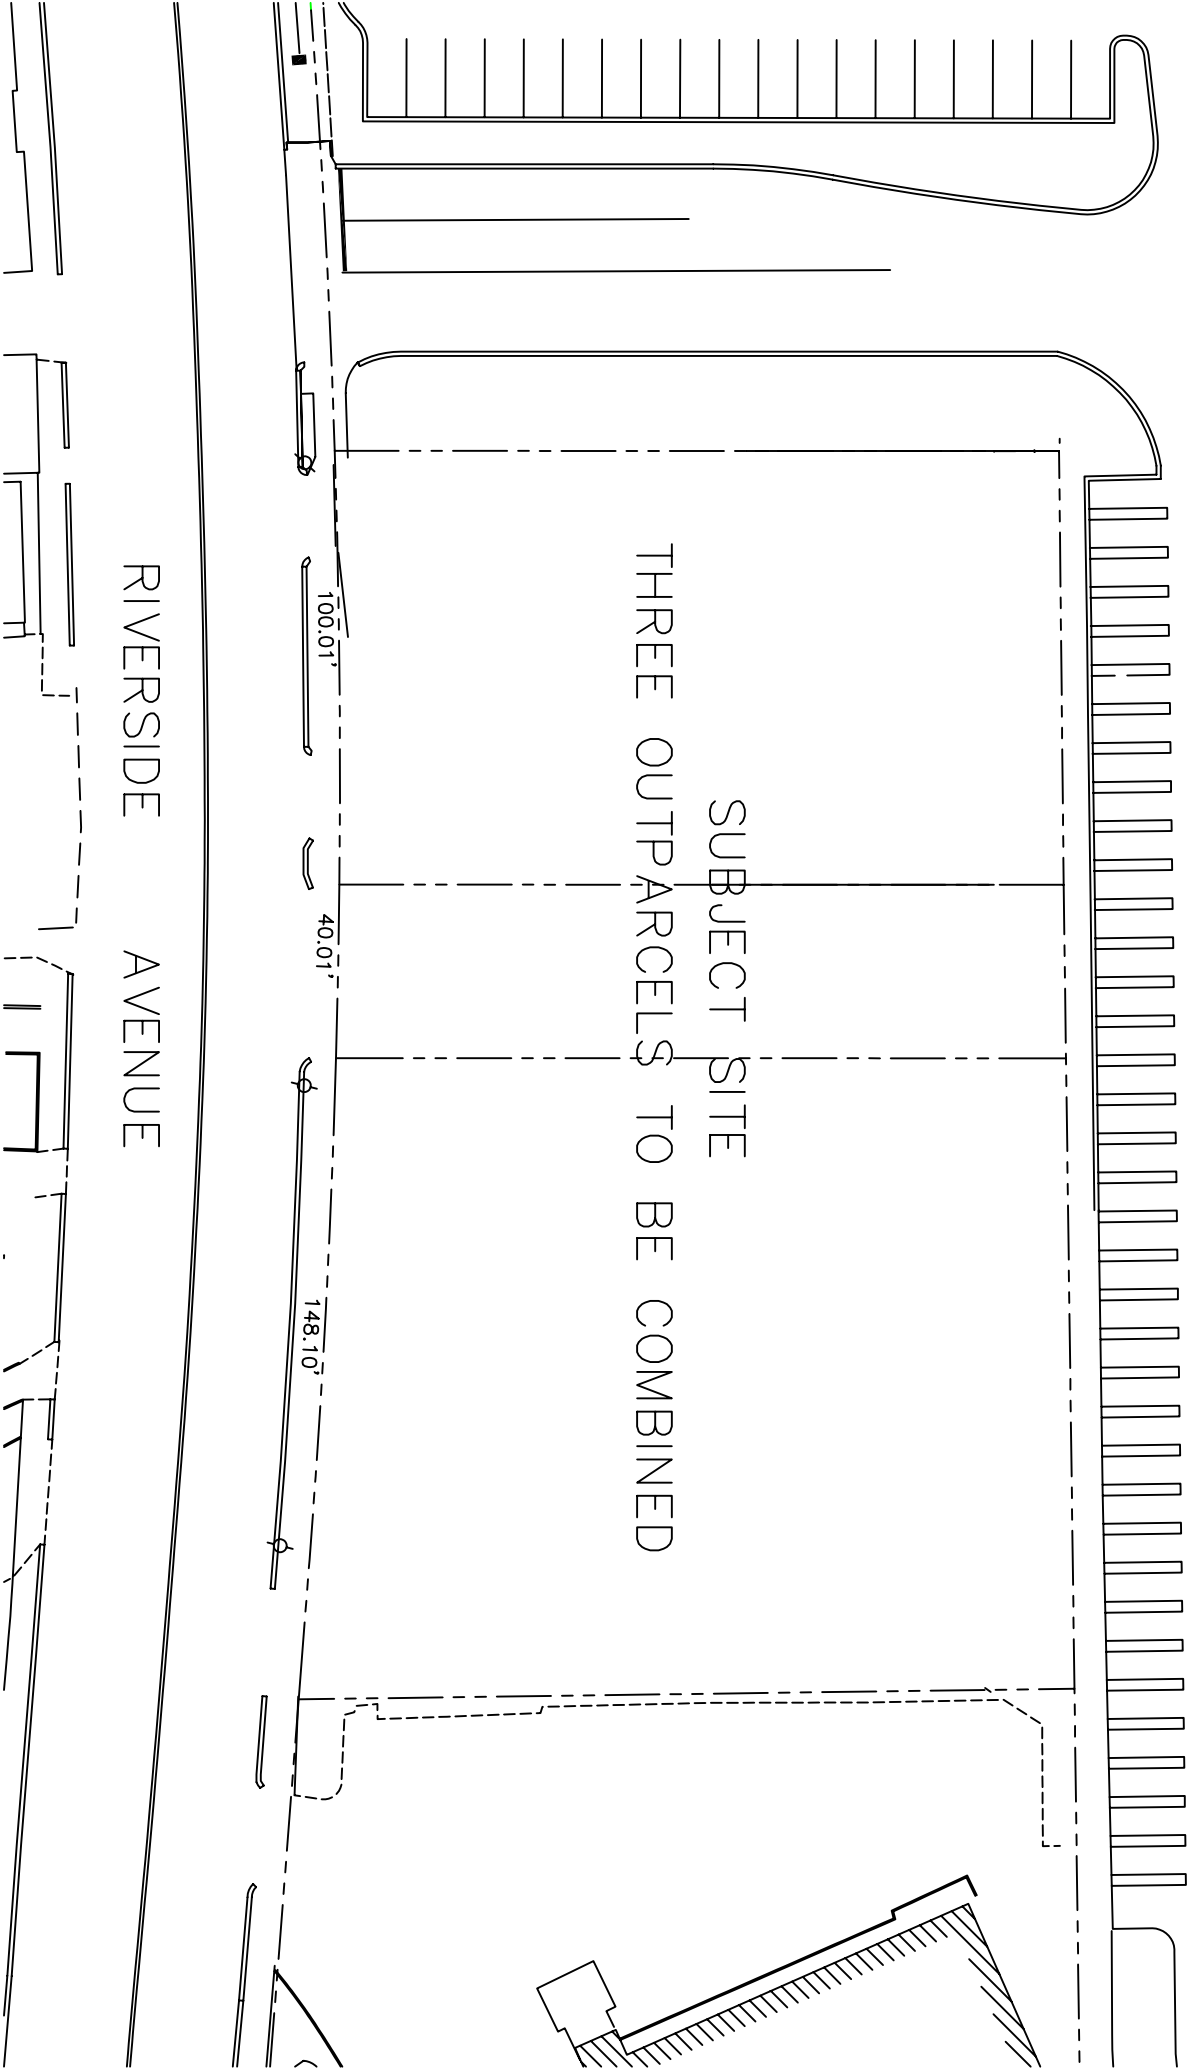 SUBJECT SITE
THREE OUTPARCELS TO BE COMBINED
100.01'
40.01'
148.10'
RIVERSIDE AVENUE